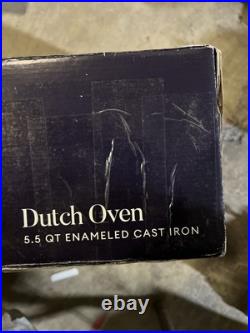 Dutch Oven
5.5 QT ENAMELED CAST IRON